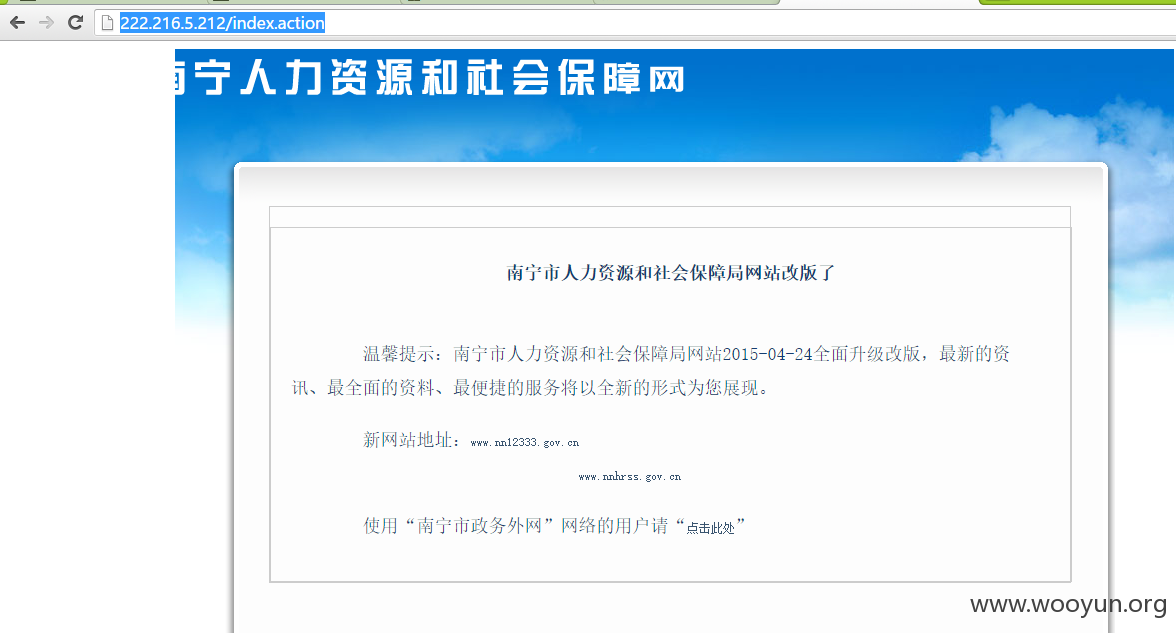 222.216.5.212/index.action
南宁人力资源和社会保障网
南宁市人力资源和社会保障局网站改版了
温馨提示：南宁市人力资源和社会保障局网站2015-04-24全面升级改版，最新的资
讯、最全面的资料、最便捷的服务将以全新的形式为您展现。
新网站地址：www.nn12333.gov.cn
www.nnhrss.gov.cn
使用“南宁市政务外网”网络的用户请“点击此处”
www.wooyun.org